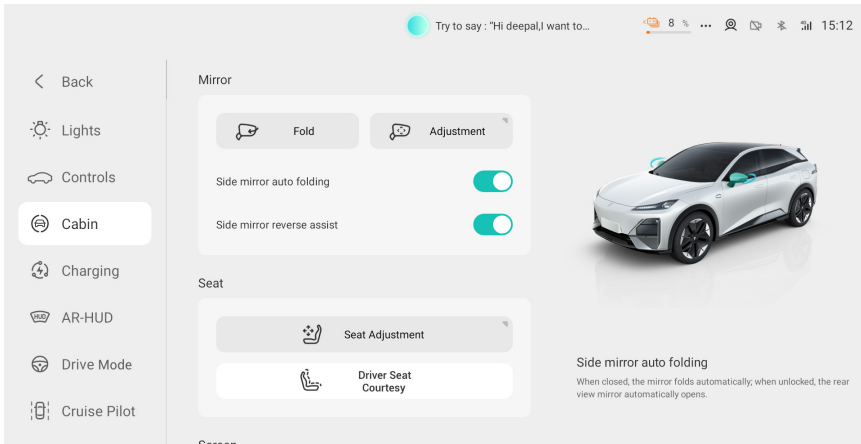 Try to say : "Hi deepal,I want to...
8 %
15:12
Back
Lights
Controls
Cabin
Charging
HUD
AR-HUD
Drive Mode
Cruise Pilot
Mirror
Fold
Adjustment
Side mirror auto folding
Side mirror reverse assist
Seat
Seat Adjustment
Driver Seat
Courtesy
Screen
Side mirror auto folding
When closed, the mirror folds automatically; when unlocked, the rear
view mirror automatically opens.